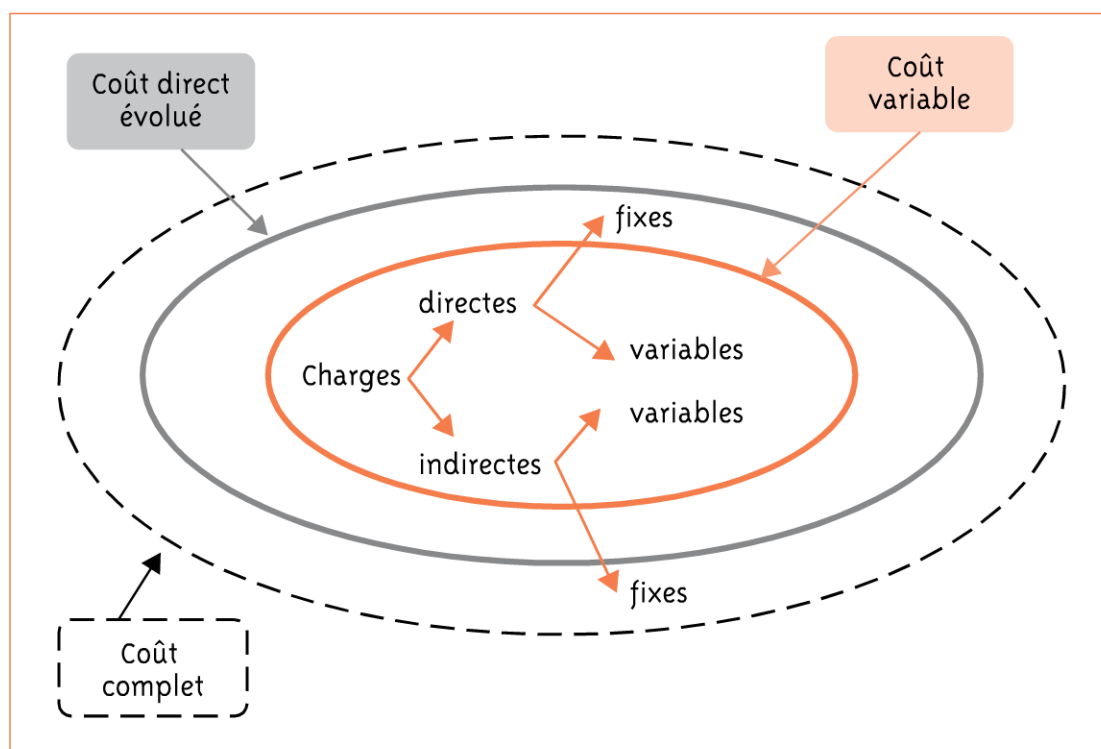 Coût direct
évolué
Coût
variable
fixes
directes
variables
Charges
variables
indirectes
fixes
Coût
complet